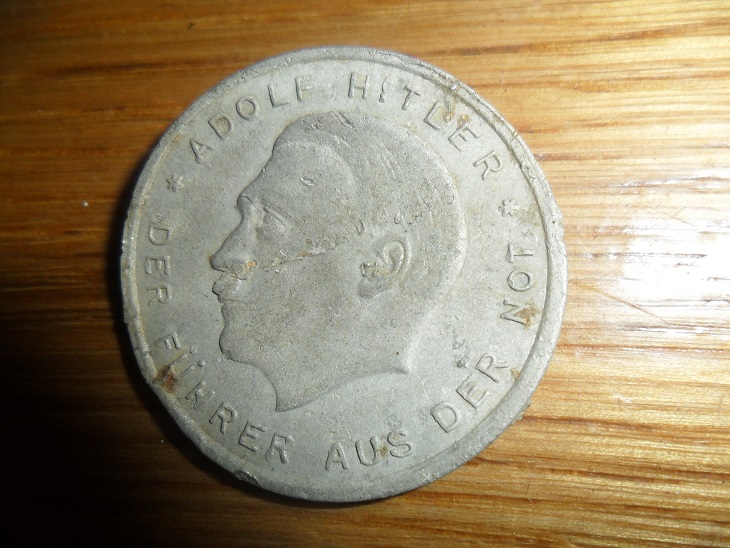 * ADOLF HITLER *
DER FÜHRER AUS DER NOT